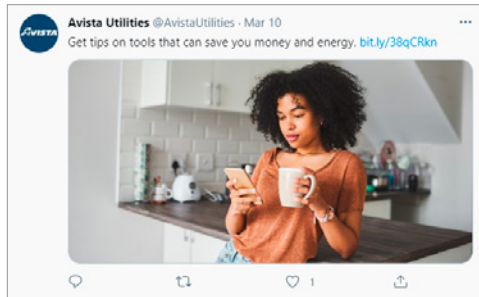 AVISTA
Avista Utilities @AvistaUtilities · Mar 10
Get tips on tools that can save you money and energy. bit.ly/38qCRkn
1